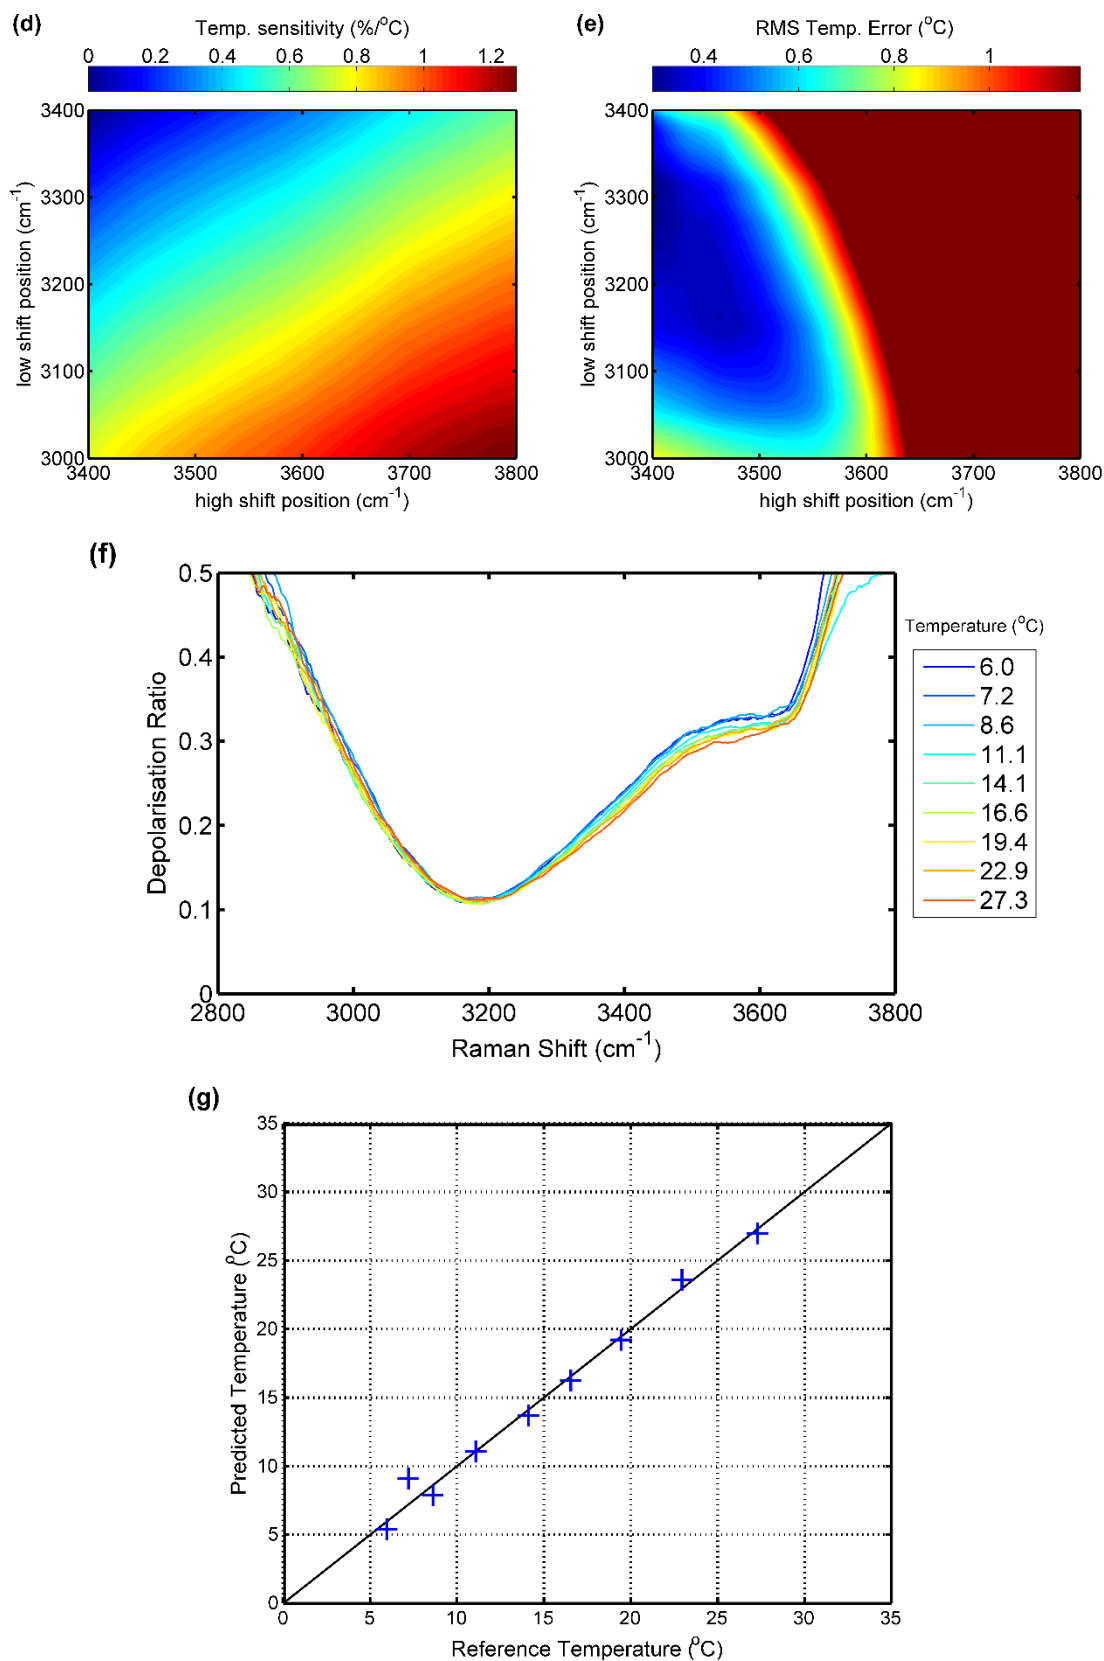 (d)
Temp. sensitivity (%/°C)
0 0.2 0.4 0.6 0.8 1 1.2
3400
3300
3200
3100
3000
low shift position (cm⁻¹)
3400 3500 3600 3700 3800
high shift position (cm⁻¹)
(e)
RMS Temp. Error (°C)
0.4 0.6 0.8 1
3400
3300
3200
3100
3000
low shift position (cm⁻¹)
3400 3500 3600 3700 3800
high shift position (cm⁻¹)
(f)
0.5
0.4
0.3
0.2
0.1
0
Depolarisation Ratio
2800 3000 3200 3400 3600 3800
Raman Shift (cm⁻¹)
Temperature (°C)
6.0
7.2
8.6
11.1
14.1
16.6
19.4
22.9
27.3
(g)
35
30
25
20
15
10
5
0
Predicted Temperature (°C)
0 5 10 15 20 25 30 35
Reference Temperature (°C)